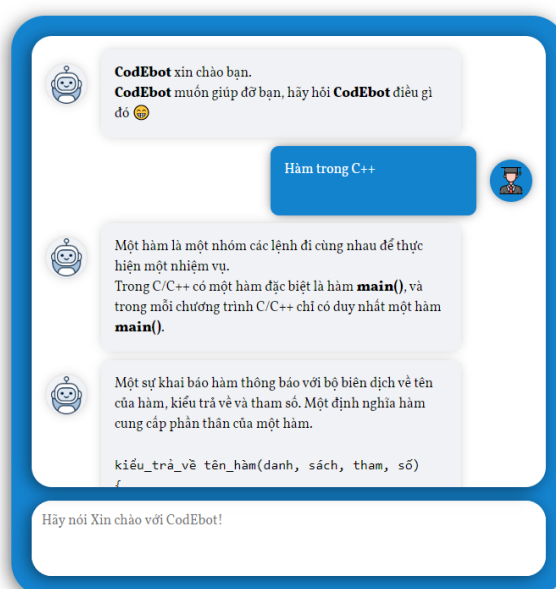 CodEbot xin chào bạn.
CodEbot muốn giúp đỡ bạn, hãy hỏi CodEbot điều gì
đó 😁
Hàm trong C++
Một hàm là một nhóm các lệnh đi cùng nhau để thực
hiện một nhiệm vụ.
Trong C/C++ có một hàm đặc biệt là hàm main(), và
trong mỗi chương trình C/C++ chỉ có duy nhất một hàm
main().
Một sự khai báo hàm thông báo với bộ biên dịch về tên
của hàm, kiểu trả về và tham số. Một định nghĩa hàm
cung cấp phần thân của một hàm.
kiểu_trả_về tên_hàm(danh, sách, tham, số)
{
Hãy nói Xin chào với CodEbot!